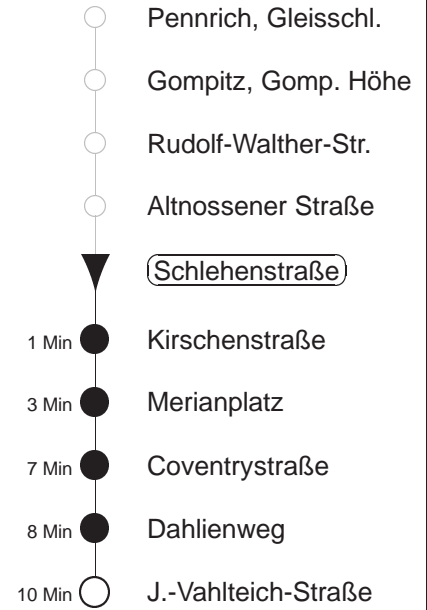 Pennrich, Gleisschl.
Gompitz, Gomp. Höhe
Rudolf-Walther-Str.
Altnossener Straße
Schlehenstraße
1 Min Kirschenstraße
3 Min Merianplatz
7 Min Coventrystraße
8 Min Dahlienweg
10 Min J.-Vahlteich-Straße